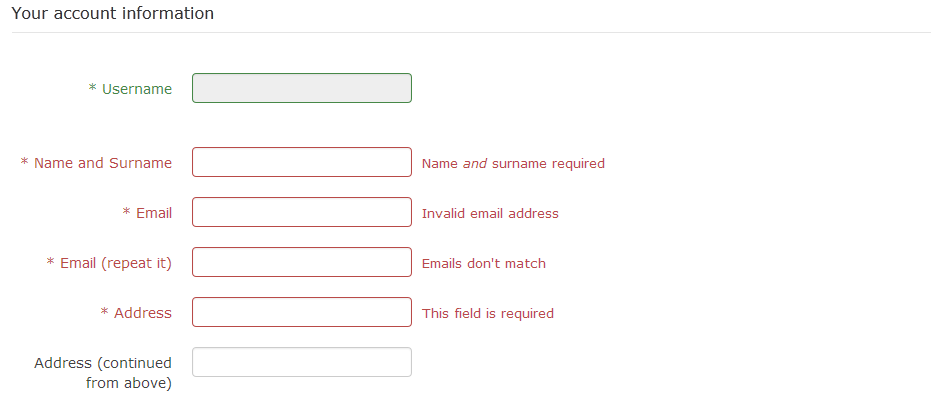 Your account information
* Username
* Name and Surname Name and surname required
* Email Invalid email address
* Email (repeat it) Emails don't match
* Address This field is required
Address (continued
from above)